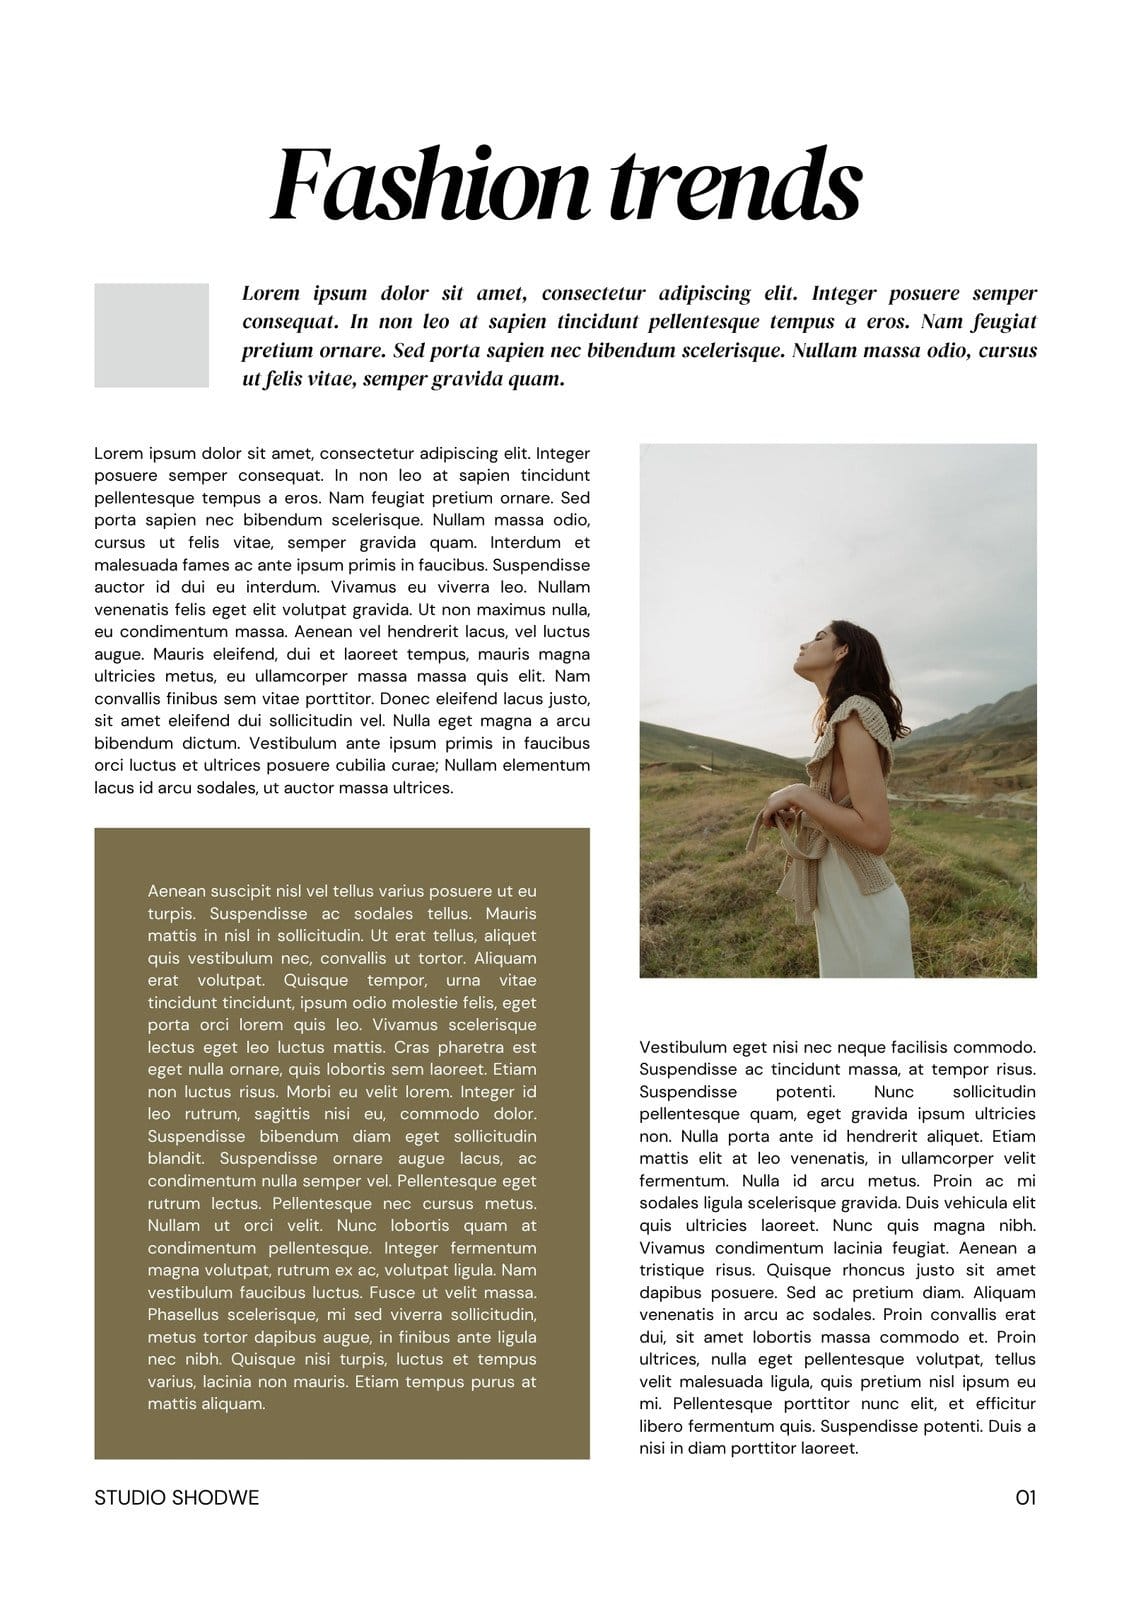 Fashion trends
Lorem ipsum dolor sit amet, consectetur adipiscing elit. Integer posuere semper
consequat. In non leo at sapien tincidunt pellentesque tempus a eros. Nam feugiat
pretium ornare. Sed porta sapien nec bibendum scelerisque. Nullam massa odio, cursus
ut felis vitae, semper gravida quam.
Lorem ipsum dolor sit amet, consectetur adipiscing elit. Integer
posuere semper consequat. In non leo at sapien tincidunt
pellentesque tempus a eros. Nam feugiat pretium ornare. Sed
porta sapien nec bibendum scelerisque. Nullam massa odio,
cursus ut felis vitae, semper gravida quam. Interdum et
malesuada fames ac ante ipsum primis in faucibus. Suspendisse
auctor id dui eu interdum. Vivamus eu viverra leo. Nullam
venenatis felis eget elit volutpat gravida. Ut non maximus nulla,
eu condimentum massa. Aenean vel hendrerit lacus, vel luctus
augue. Mauris eleifend, dui et laoreet tempus, mauris magna
ultricies metus, eu ullamcorper massa massa quis elit. Nam
convallis finibus sem vitae porttitor. Donec eleifend lacus justo,
sit amet eleifend dui sollicitudin vel. Nulla eget magna a arcu
bibendum dictum. Vestibulum ante ipsum primis in faucibus
orci luctus et ultrices posuere cubilia curae; Nullam elementum
lacus id arcu sodales, ut auctor massa ultrices.
Aenean suscipit nisl vel tellus varius posuere ut eu
turpis. Suspendisse ac sodales tellus. Mauris
mattis in nisl in sollicitudin. Ut erat tellus, aliquet
quis vestibulum nec, convallis ut tortor. Aliquam
erat volutpat. Quisque tempor, urna vitae
tincidunt tincidunt, ipsum odio molestie felis, eget
porta orci lorem quis leo. Vivamus scelerisque
lectus eget leo luctus mattis. Cras pharetra est
eget nulla ornare, quis lobortis sem laoreet. Etiam
non luctus risus. Morbi eu velit lorem. Integer id
leo rutrum, sagittis nisi eu, commodo dolor.
Suspendisse bibendum diam eget sollicitudin
blandit. Suspendisse ornare augue lacus, ac
condimentum nulla semper vel. Pellentesque eget
rutrum lectus. Pellentesque nec cursus metus.
Nullam ut orci velit. Nunc lobortis quam at
condimentum pellentesque. Integer fermentum
magna volutpat, rutrum ex ac, volutpat ligula. Nam
vestibulum faucibus luctus. Fusce ut velit massa.
Phasellus scelerisque, mi sed viverra sollicitudin,
metus tortor dapibus augue, in finibus ante ligula
nec nibh. Quisque nisi turpis, luctus et tempus
varius, lacinia non mauris. Etiam tempus purus at
mattis aliquam.
Vestibulum eget nisi nec neque facilisis commodo.
Suspendisse ac tincidunt massa, at tempor risus.
Suspendisse potenti. Nunc sollicitudin
pellentesque quam, eget gravida ipsum ultricies
non. Nulla porta ante id hendrerit aliquet. Etiam
mattis elit at leo venenatis, in ullamcorper velit
fermentum. Nulla id arcu metus. Proin ac mi
sodales ligula scelerisque gravida. Duis vehicula elit
quis ultricies laoreet. Nunc quis magna nibh.
Vivamus condimentum lacinia feugiat. Aenean a
tristique risus. Quisque rhoncus justo sit amet
dapibus posuere. Sed ac pretium diam. Aliquam
venenatis in arcu ac sodales. Proin convallis erat
dui, sit amet lobortis massa commodo et. Proin
ultrices, nulla eget pellentesque volutpat, tellus
velit malesuada ligula, quis pretium nisl ipsum eu
mi. Pellentesque porttitor nunc elit, et efficitur
libero fermentum quis. Suspendisse potenti. Duis a
nisi in diam porttitor laoreet.
STUDIO SHODWE
01